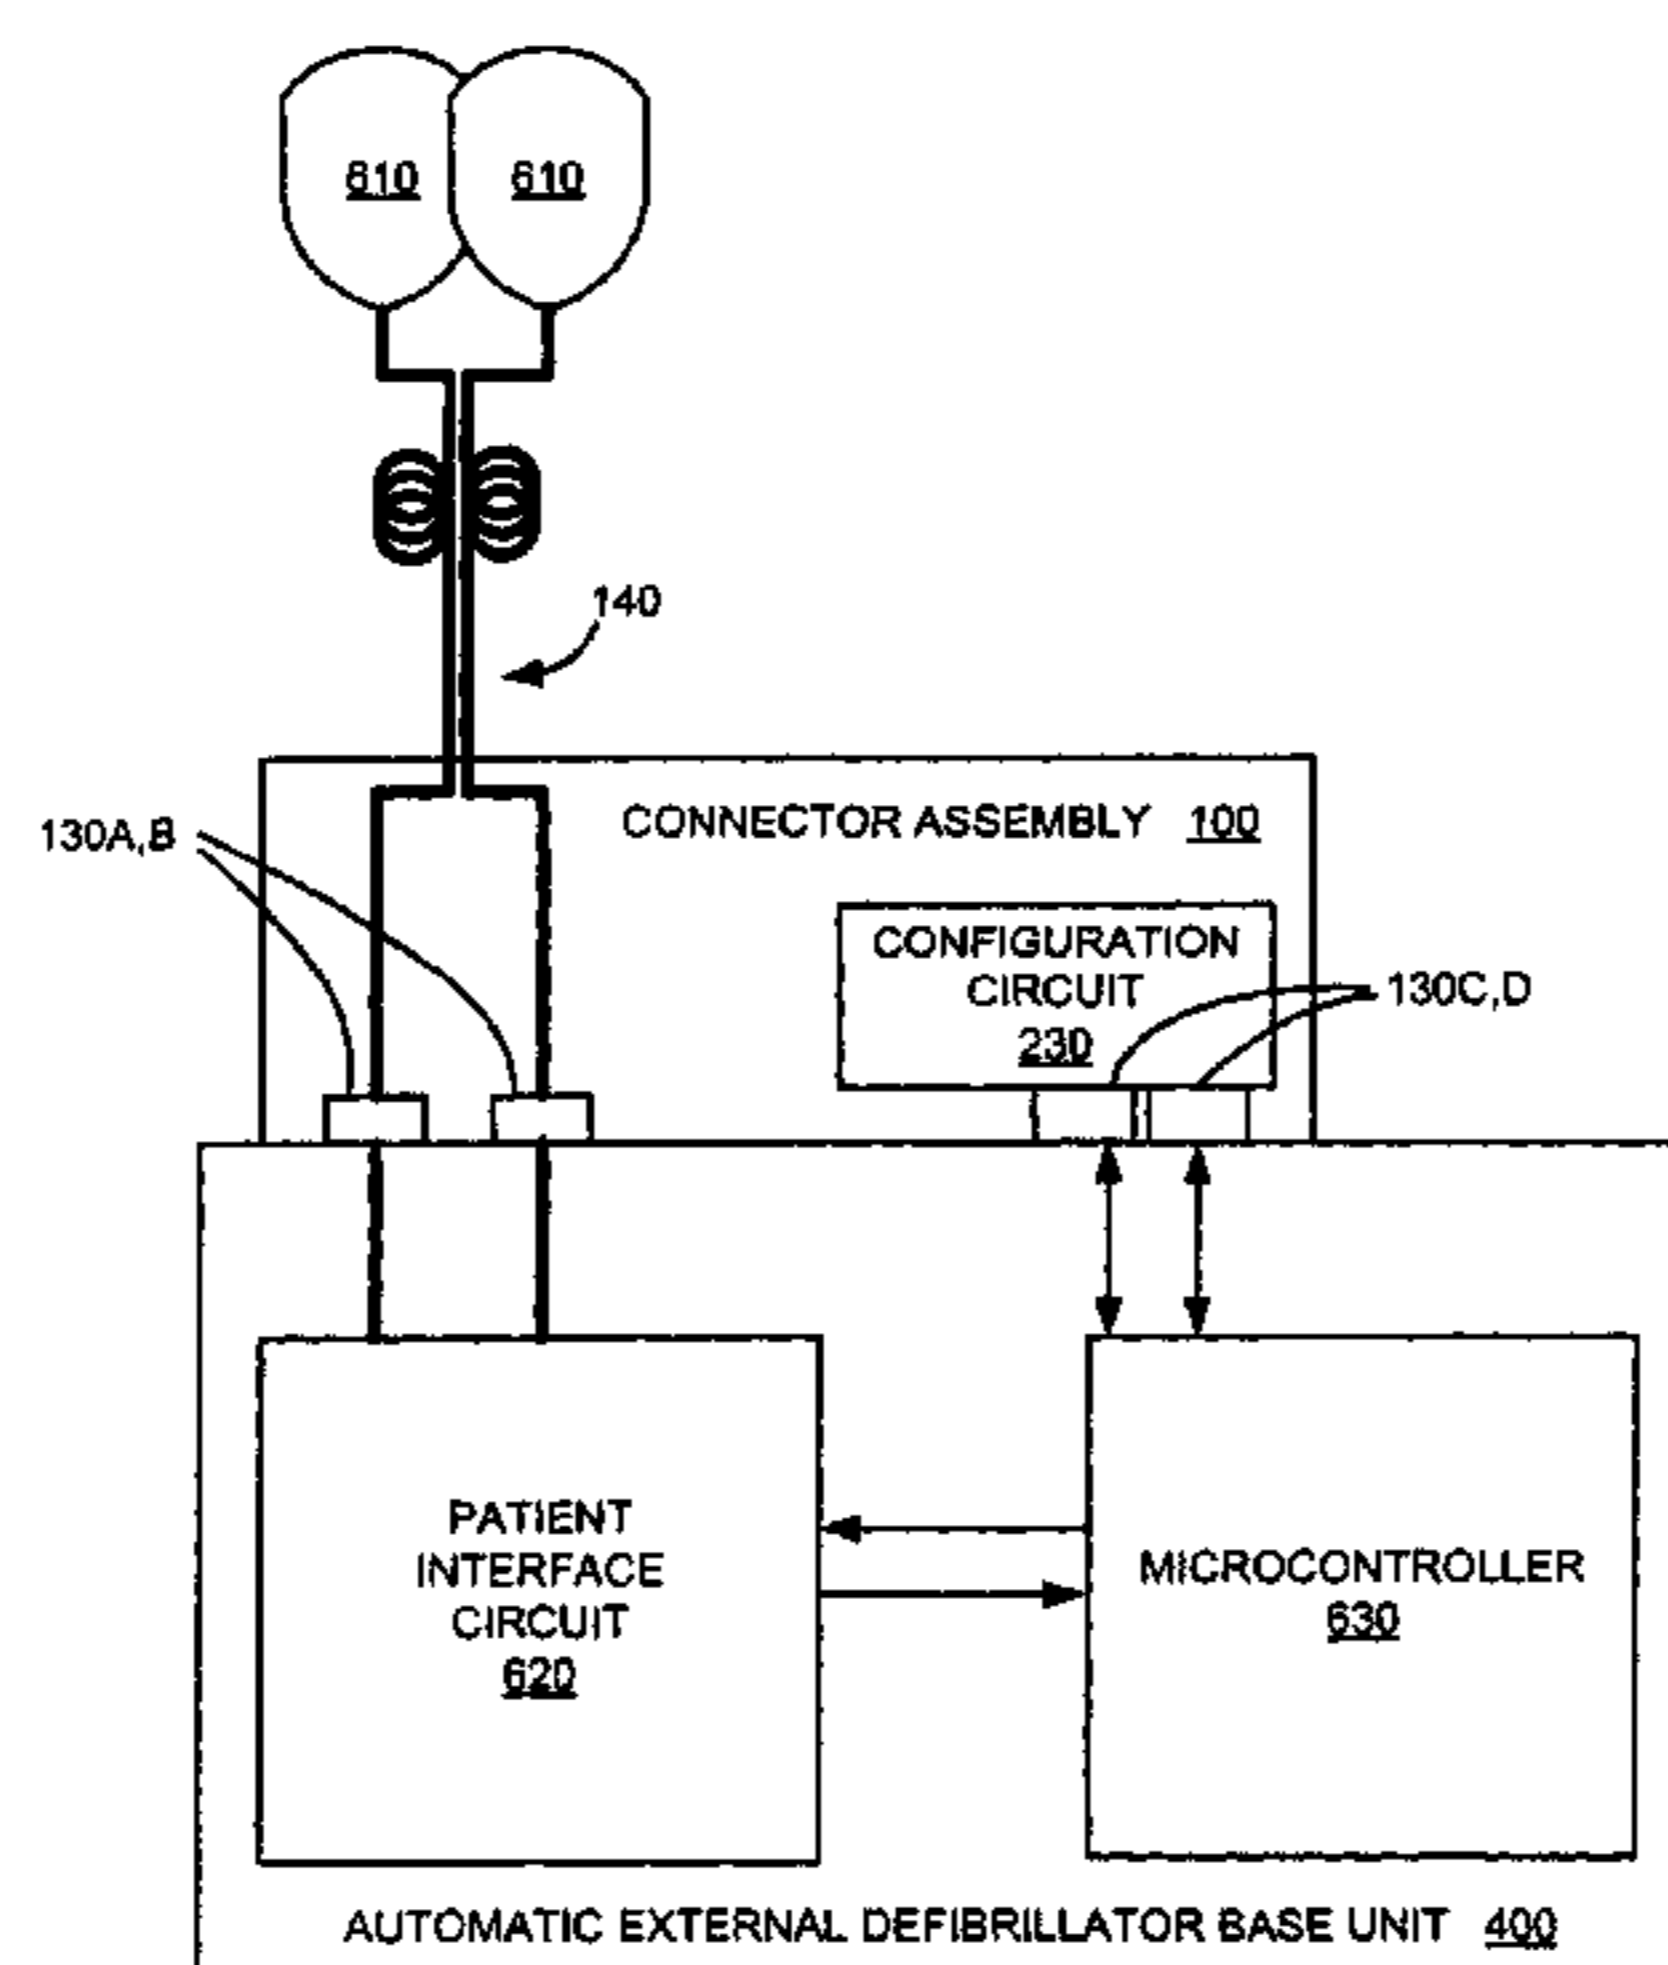 610 610
140
130A,B
CONNECTOR ASSEMBLY 100
CONFIGURATION
CIRCUIT
230
130C,D
PATIENT
INTERFACE
CIRCUIT
620
MICROCONTROLLER
630
AUTOMATIC EXTERNAL DEFIBRILLATOR BASE UNIT 400